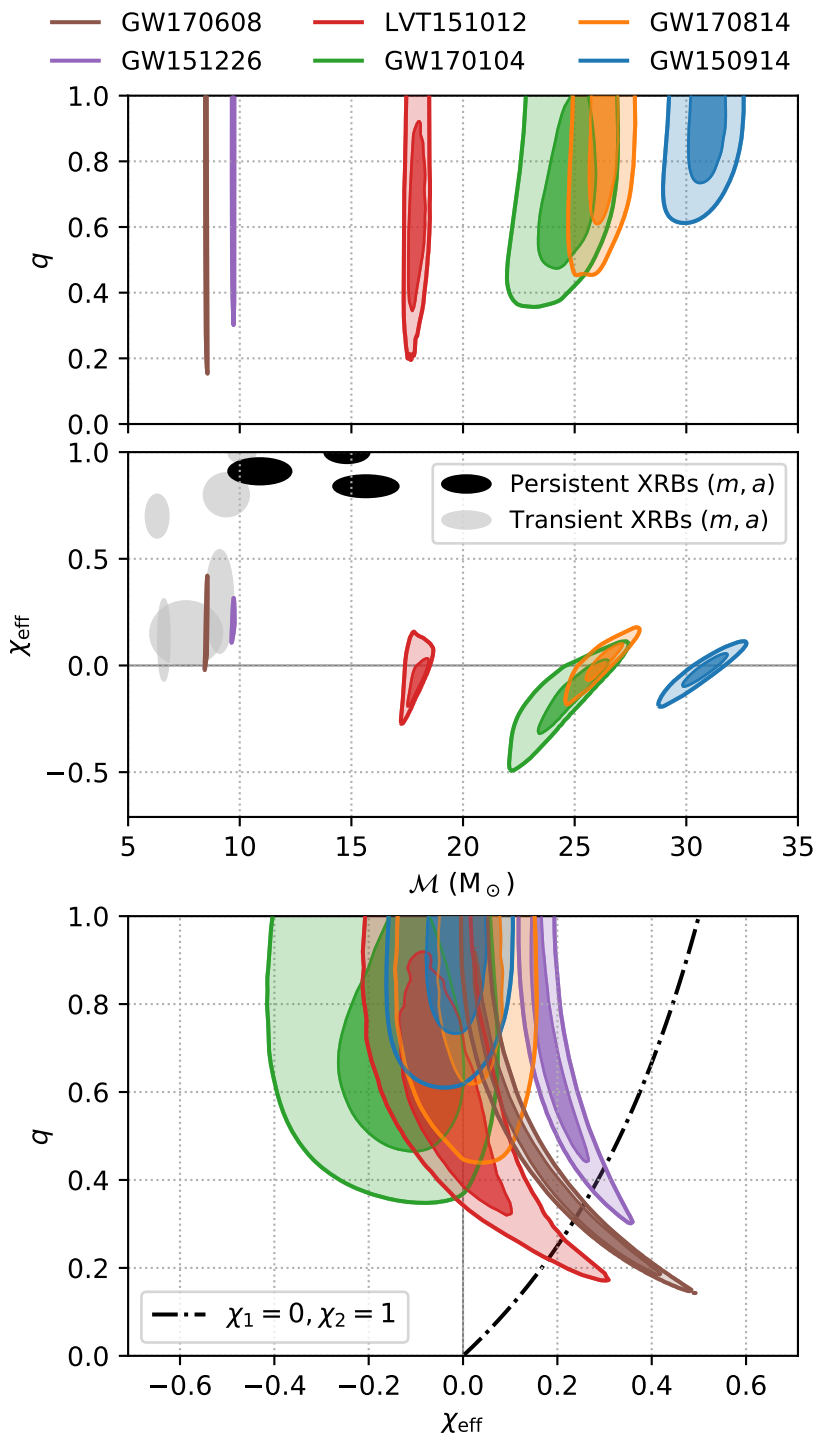 GW170608 LVT151012 GW170814
GW151226 GW170104 GW150914
1.0
0.8
0.6
q
0.4
0.2
0.0
1.0
Persistent XRBs (m, a)
Transient XRBs (m, a)
0.5
χeff
0.0
−0.5
5 10 15 20 25 30 35
ℳ (M⊙)
1.0
0.8
0.6
q
0.4
0.2
χ1 = 0, χ2 = 1
0.0
−0.6 −0.4 −0.2 0.0 0.2 0.4 0.6
χeff